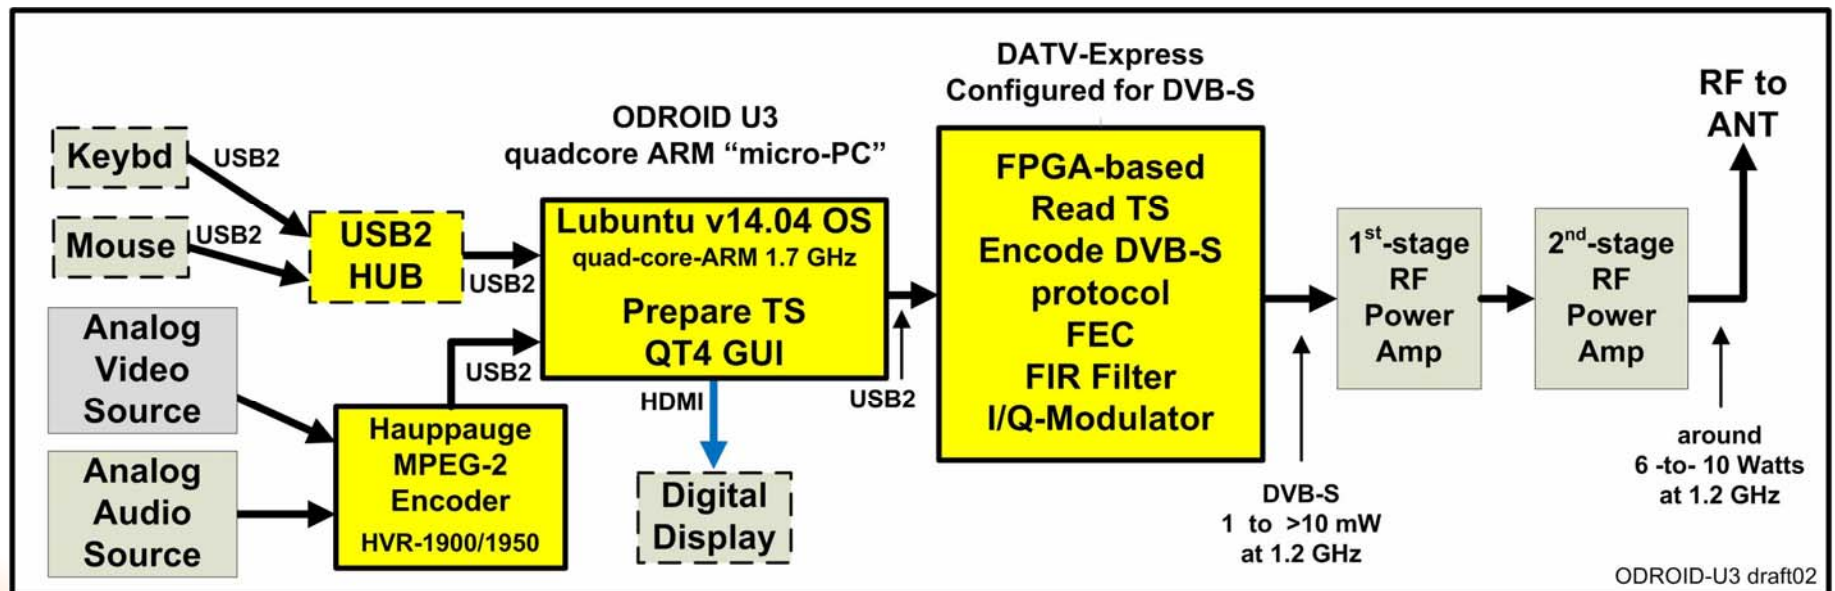 DATV-Express
Configured for DVB-S
RF to
ANT
ODROID U3
quadcore ARM “micro-PC”
Keybd
USB2
Mouse
USB2
USB2
HUB
USB2
Lubuntu v14.04 OS
quad-core-ARM 1.7 GHz
Prepare TS
QT4 GUI
USB2
FPGA-based
Read TS
Encode DVB-S
protocol
FEC
FIR Filter
I/Q-Modulator
1st-stage
RF
Power
Amp
2nd-stage
RF
Power
Amp
Analog
Video
Source
Analog
Audio
Source
Hauppauge
MPEG-2
Encoder
HVR-1900/1950
USB2
HDMI
Digital
Display
DVB-S
1 to >10 mW
at 1.2 GHz
around
6 -to- 10 Watts
at 1.2 GHz
ODROID-U3 draft02